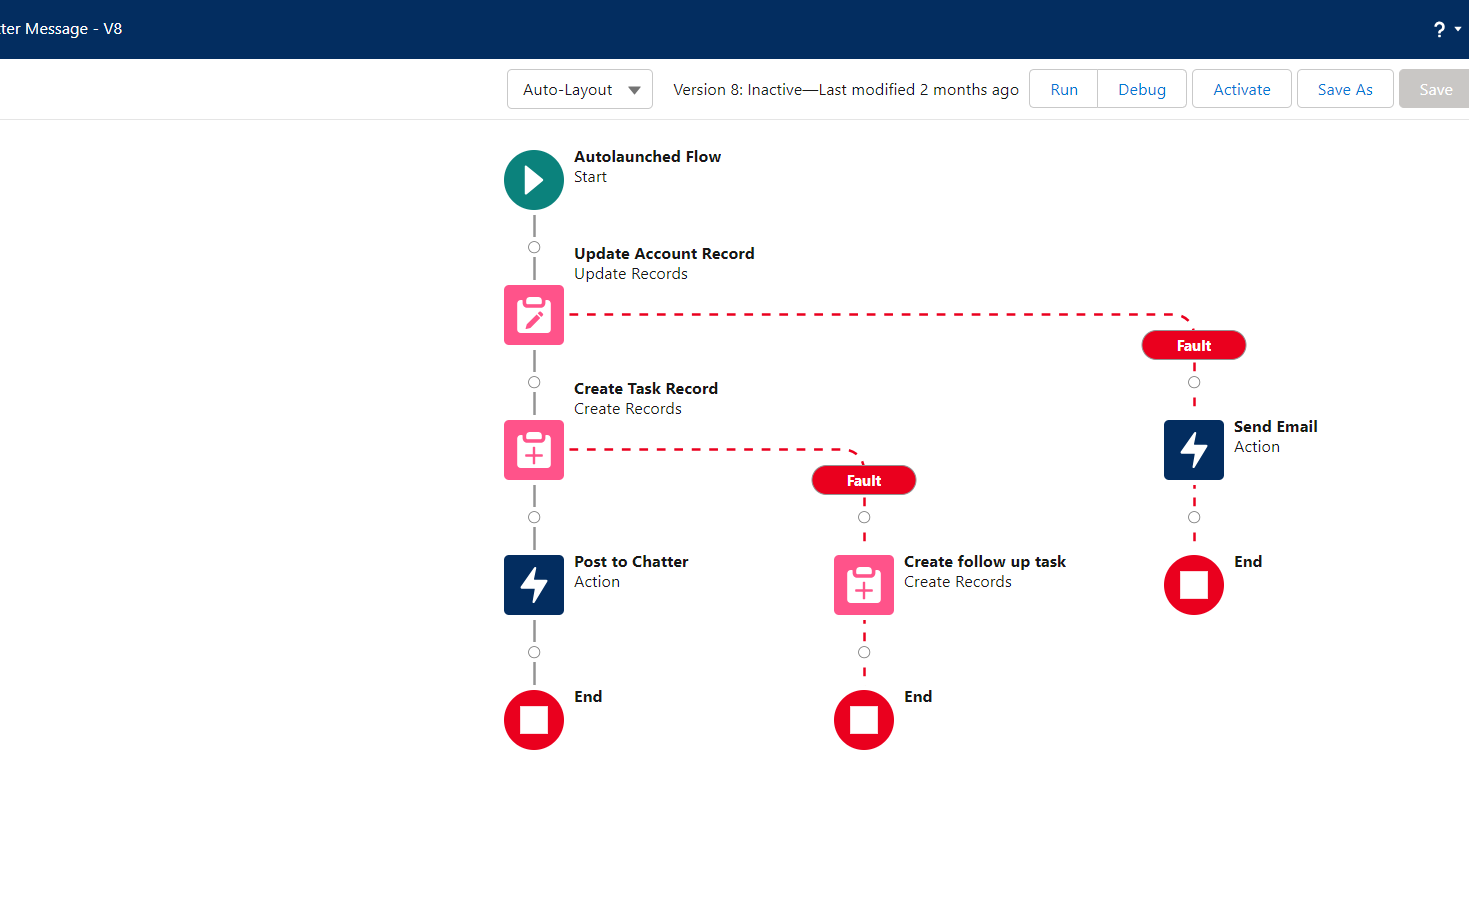 Message - V8
?
Auto-Layout
Version 8: Inactive—Last modified 2 months ago
Run
Debug
Activate
Save As
Save
Autolaunched Flow
Start
Update Account Record
Update Records
Fault
Create Task Record
Create Records
Send Email
Action
Fault
Post to Chatter
Action
Create follow up task
Create Records
End
End
End